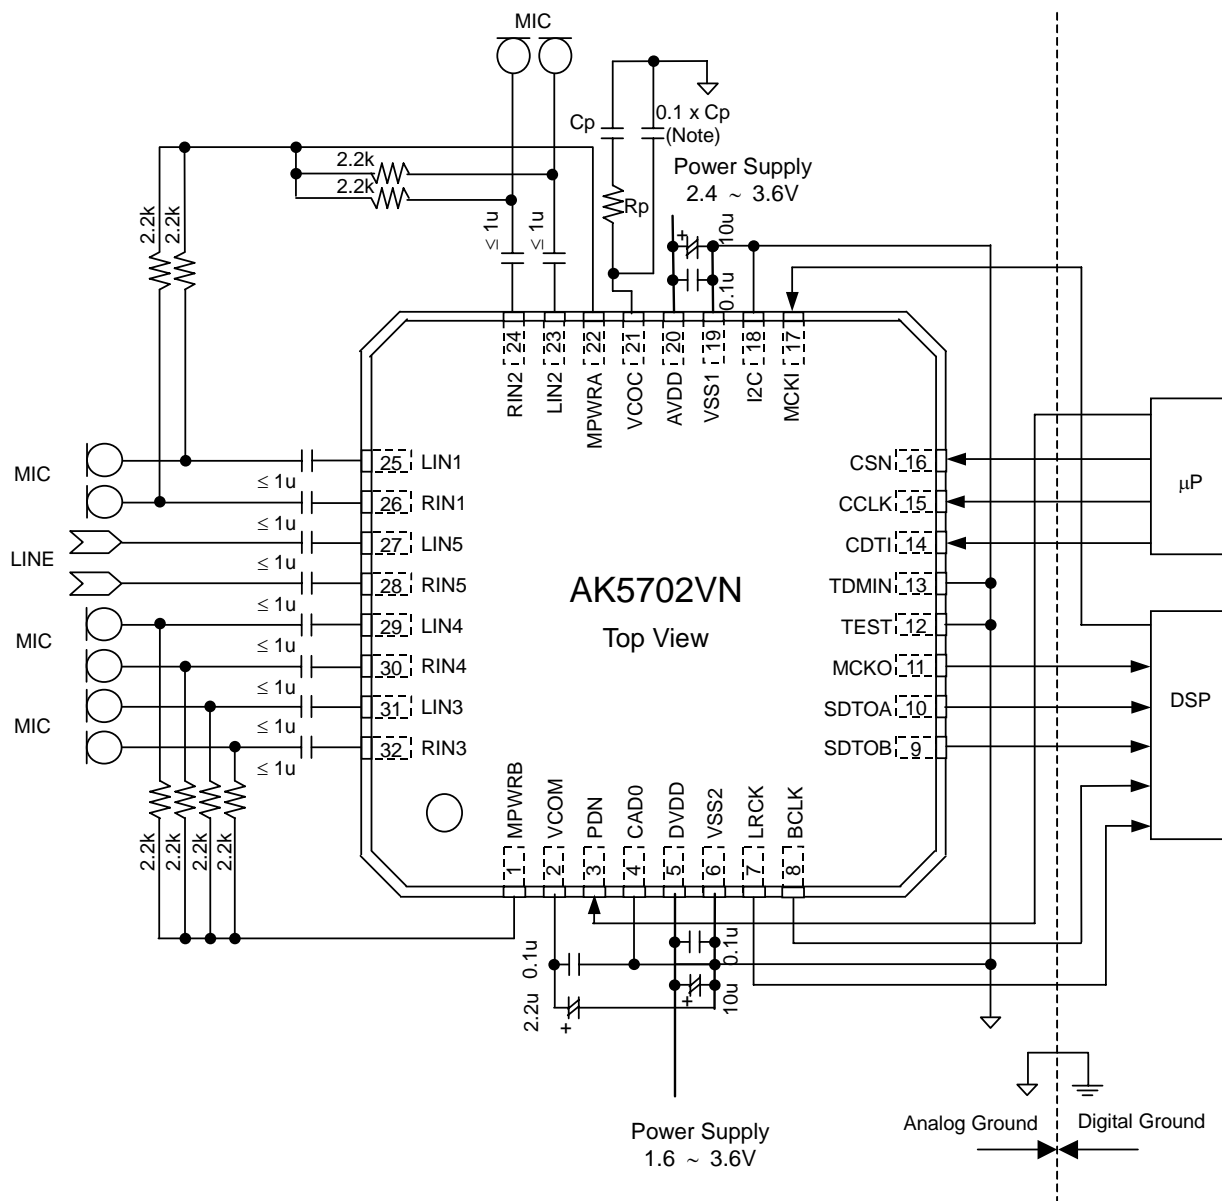 MIC
Cp
0.1 x Cp
(Note)
Power Supply
2.4 ~ 3.6V
2.2k
2.2k
2.2k
2.2k
Rp
≤ 1u
≤ 1u
10u
+
0.1u
24
23
22
21
20
19
18
17
RIN2
LIN2
MPWRA
VCOC
AVDD
VSS1
I2C
MCKI
MIC
25 LIN1
≤ 1u
26 RIN1
≤ 1u
LINE
27 LIN5
≤ 1u
28 RIN5
≤ 1u
MIC
29 LIN4
≤ 1u
30 RIN4
≤ 1u
MIC
31 LIN3
≤ 1u
32 RIN3
≤ 1u
AK5702VN
Top View
CSN 16
CCLK 15
CDTI 14
TDMIN 13
TEST 12
MCKO 11
SDTOA 10
SDTOB 9
μP
DSP
2.2k
2.2k
2.2k
2.2k
MPWRB
VCOM
PDN
CAD0
DVDD
VSS2
LRCK
BCLK
1
2
3
4
5
6
7
8
0.1u
0.1u
2.2u
+
+
10u
Power Supply
1.6 ~ 3.6V
Analog Ground
Digital Ground